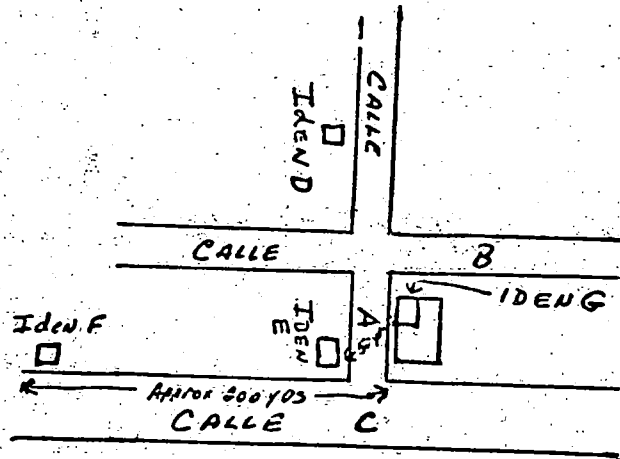 CALLE
Iden D
CALLE B
IDEN G
Iden F
IDEN
E
A
APPROX 200 YDS
CALLE C